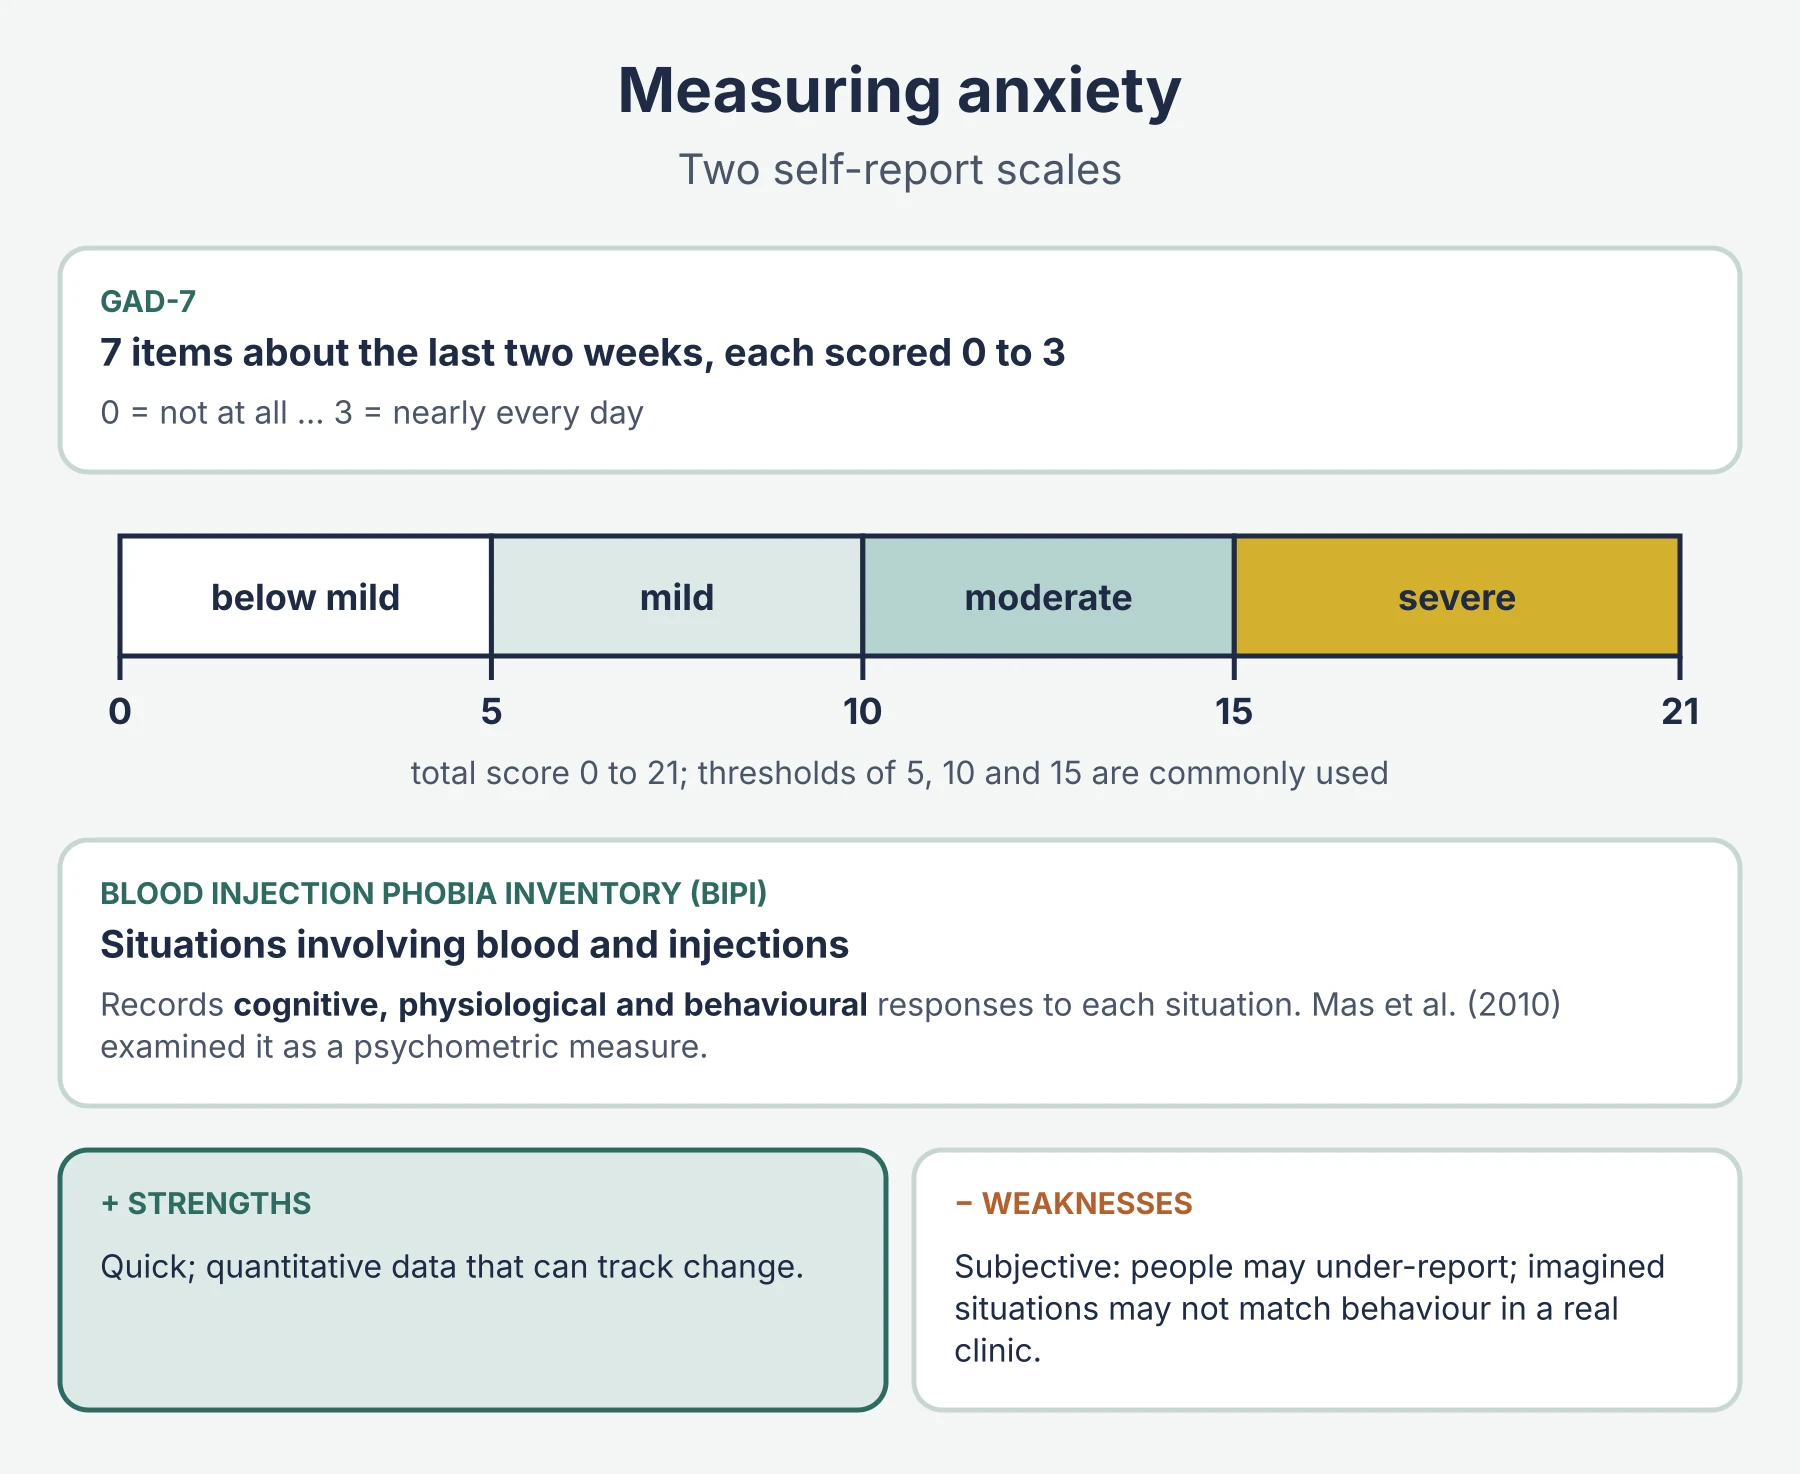 Measuring anxiety
Two self-report scales
GAD-7
7 items about the last two weeks, each scored 0 to 3
0 = not at all ... 3 = nearly every day
below mild
mild
moderate
severe
0
5
10
15
21
total score 0 to 21; thresholds of 5, 10 and 15 are commonly used
BLOOD INJECTION PHOBIA INVENTORY (BIPI)
Situations involving blood and injections
Records cognitive, physiological and behavioural responses to each situation. Mas et al. (2010)
examined it as a psychometric measure.
+ STRENGTHS
Quick; quantitative data that can track change.
− WEAKNESSES
Subjective: people may under-report; imagined
situations may not match behaviour in a real
clinic.